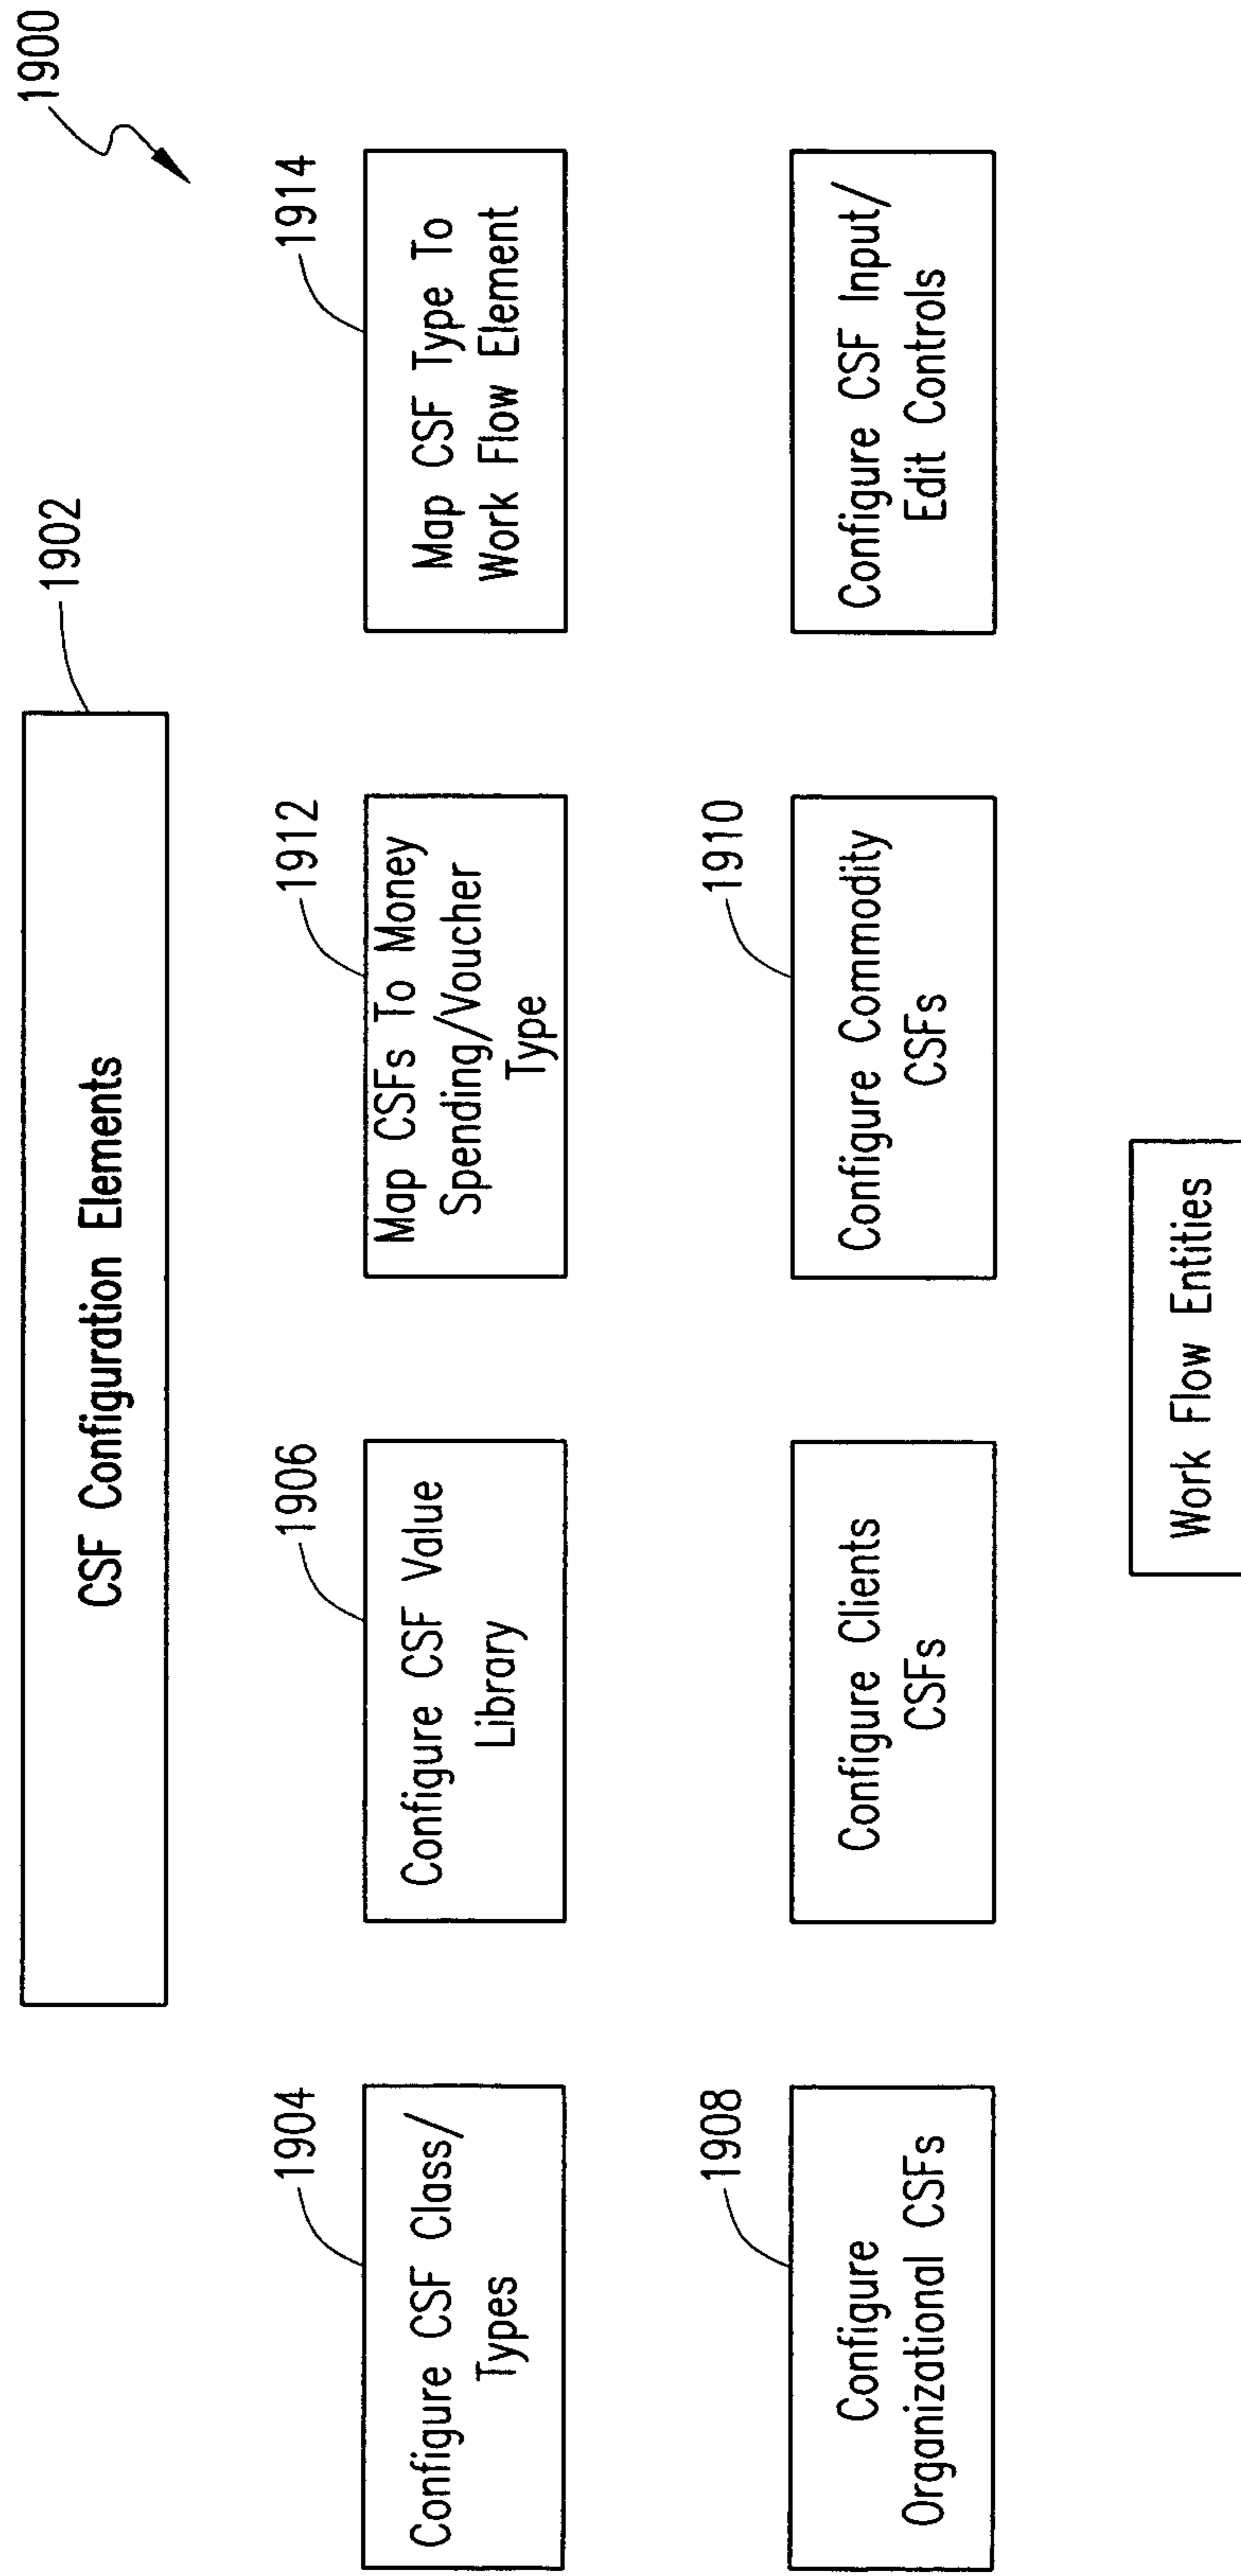 1900
1902
CSF Configuration Elements
1904
Configure CSF Class/
Types
1906
Configure CSF Value
Library
1912
Map CSFs To Money
Spending/Voucher
Type
1914
Map CSF Type To
Work Flow Element
1908
Configure
Organizational CSFs
Configure Clients
CSFs
1910
Configure Commodity
CSFs
Configure CSF Input/
Edit Controls
Work Flow Entities